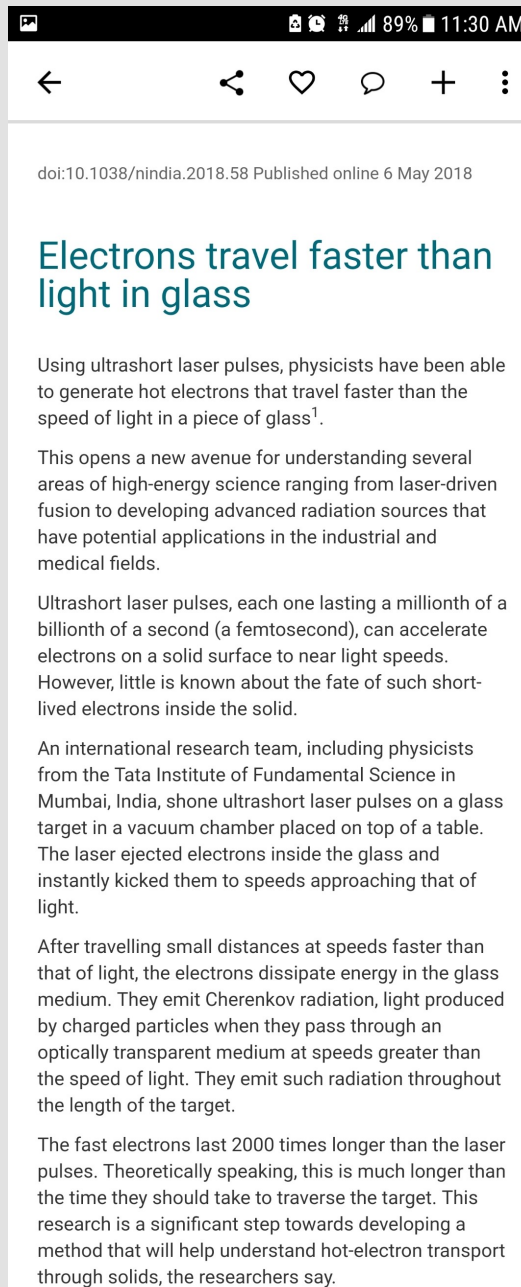 89% 11:30 AM
doi:10.1038/nindia.2018.58 Published online 6 May 2018
Electrons travel faster than
light in glass
Using ultrashort laser pulses, physicists have been able
to generate hot electrons that travel faster than the
speed of light in a piece of glass¹.
This opens a new avenue for understanding several
areas of high-energy science ranging from laser-driven
fusion to developing advanced radiation sources that
have potential applications in the industrial and
medical fields.
Ultrashort laser pulses, each one lasting a millionth of a
billionth of a second (a femtosecond), can accelerate
electrons on a solid surface to near light speeds.
However, little is known about the fate of such short-
lived electrons inside the solid.
An international research team, including physicists
from the Tata Institute of Fundamental Science in
Mumbai, India, shone ultrashort laser pulses on a glass
target in a vacuum chamber placed on top of a table.
The laser ejected electrons inside the glass and
instantly kicked them to speeds approaching that of
light.
After travelling small distances at speeds faster than
that of light, the electrons dissipate energy in the glass
medium. They emit Cherenkov radiation, light produced
by charged particles when they pass through an
optically transparent medium at speeds greater than
the speed of light. They emit such radiation throughout
the length of the target.
The fast electrons last 2000 times longer than the laser
pulses. Theoretically speaking, this is much longer than
the time they should take to traverse the target. This
research is a significant step towards developing a
method that will help understand hot-electron transport
through solids, the researchers say.